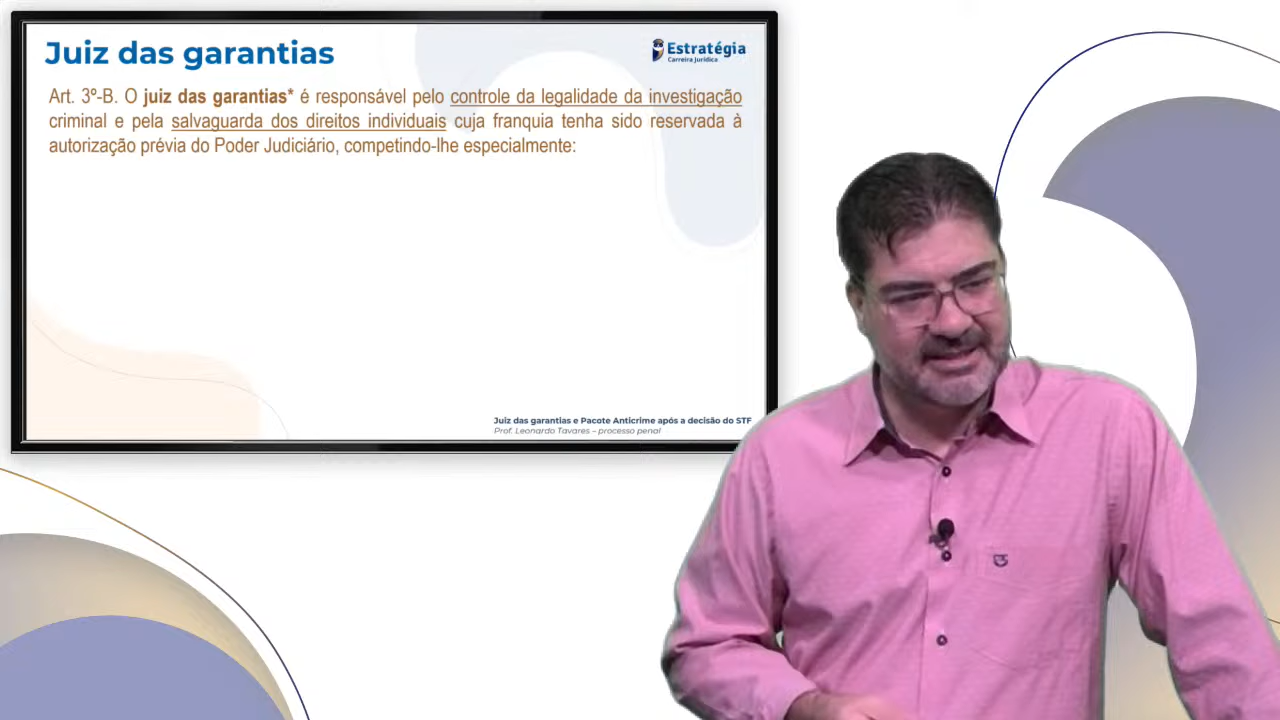 Juiz das garantias
Estratégia
Carreira Jurídica
Art. 3º-B. O juiz das garantias* é responsável pelo controle da legalidade da investigação
criminal e pela salvaguarda dos direitos individuais cuja franquia tenha sido reservada à
autorização prévia do Poder Judiciário, competindo-lhe especialmente:
Juiz das garantias e Pacote Anticrime após a decisão do STF
Prof. Leonardo Tavares – processo penal